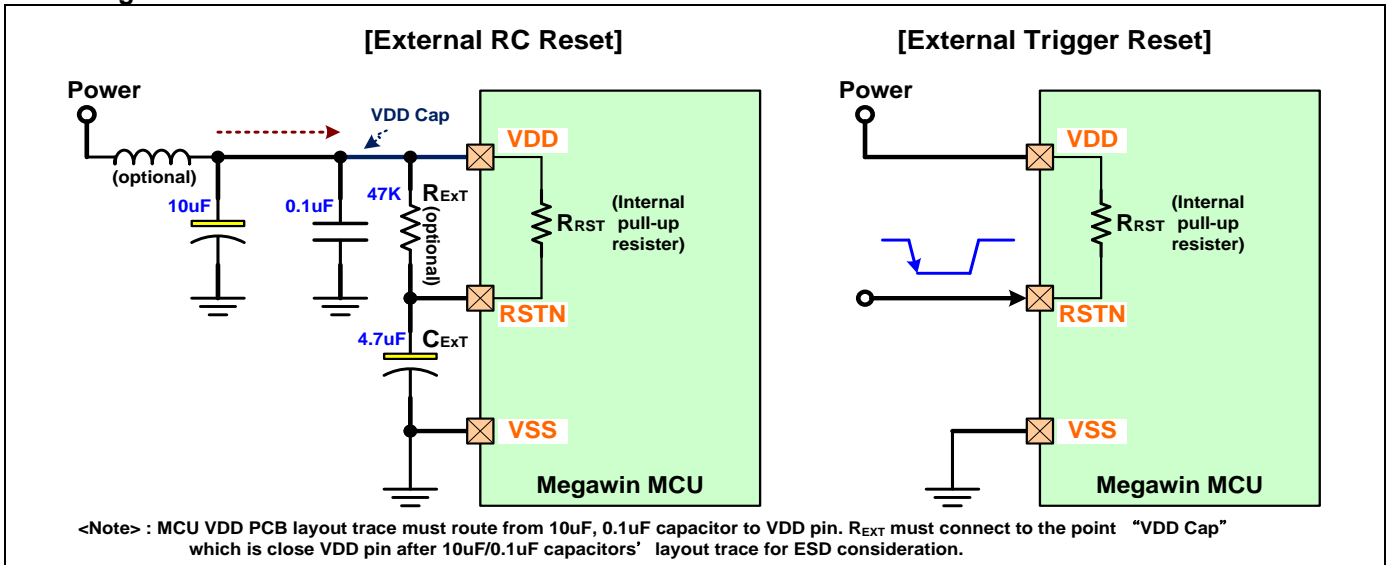 [External RC Reset]
[External Trigger Reset]
Power
VDD Cap
VDD
(optional)
10uF
0.1uF
47K
RExT
(optional)
RRST
(Internal
pull-up
resister)
RSTN
4.7uF
CExT
VSS
Megawin MCU
Power
VDD
RRST
(Internal
pull-up
resister)
RSTN
VSS
Megawin MCU
<Note> : MCU VDD PCB layout trace must route from 10uF, 0.1uF capacitor to VDD pin. REXT must connect to the point “VDD Cap”
which is close VDD pin after 10uF/0.1uF capacitors’ layout trace for ESD consideration.